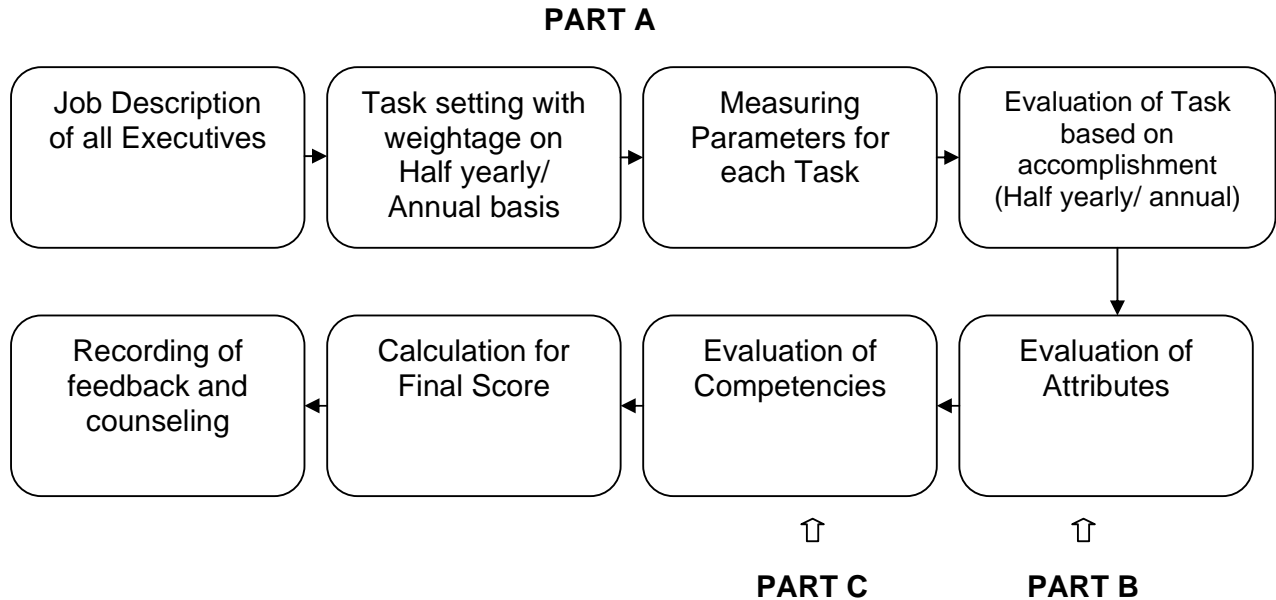 PART A
Job Description
of all Executives
Task setting with
weightage on
Half yearly/
Annual basis
Measuring
Parameters for
each Task
Evaluation of Task
based on
accomplishment
(Half yearly/ annual)
Recording of
feedback and
counseling
Calculation for
Final Score
Evaluation of
Competencies
Evaluation of
Attributes
PART C
PART B